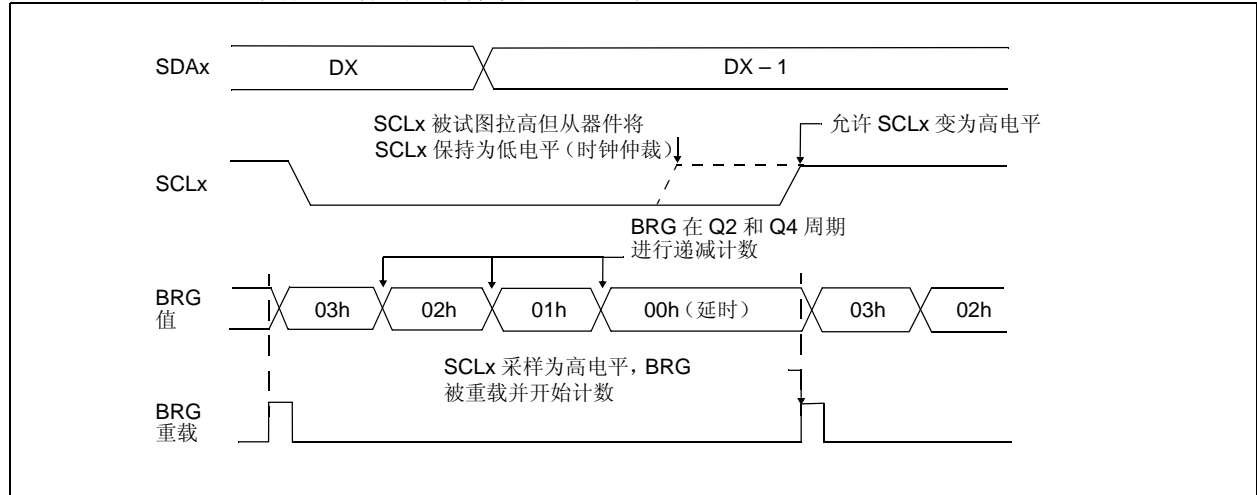 SDAx
DX
DX – 1
SCLx 被试图拉高但从器件将
SCLx 保持为低电平（时钟仲裁）
允许 SCLx 变为高电平
SCLx
BRG 在 Q2 和 Q4 周期
进行递减计数
BRG
值
03h
02h
01h
00h（延时）
03h
02h
SCLx 采样为高电平，BRG
被重载并开始计数
BRG
重载